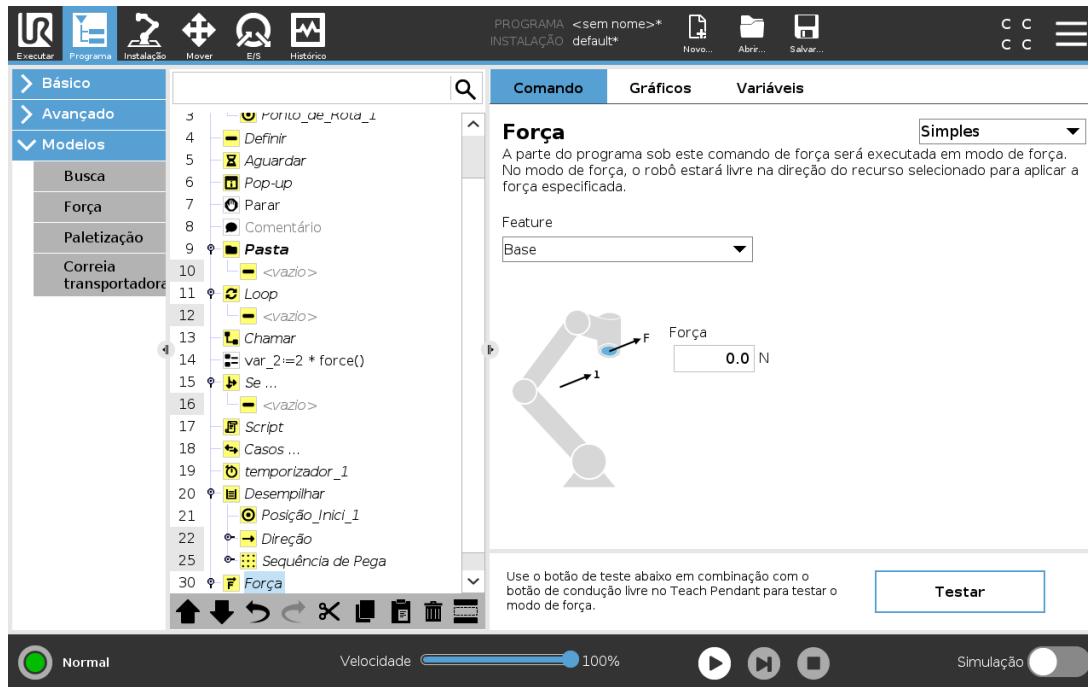 Executar
Programa
Instalação
Mover
E/S
Histórico
PROGRAMA <sem nome>*
INSTALAÇÃO default*
Novo...
Abrir...
Salvar...
C C
C C
Básico
Avançado
Modelos
Busca
Força
Paletização
Correia
transportadora
3 Ponto_de_Rota_1
4 Definir
5 Aguardar
6 Pop-up
7 Parar
8 Comentário
9 Pasta
10 <vazio>
11 Loop
12 <vazio>
13 Chamar
14 var_2:=2 * force()
15 Se ...
16 <vazio>
17 Script
18 Casos ...
19 temporizador_1
20 Desempilhar
21 Posição_Inici_1
22 Direção
25 Sequência de Pega
30 Força
Comando
Gráficos
Variáveis
Força
Simples
A parte do programa sob este comando de força será executada em modo de força.
No modo de força, o robô estará livre na direção do recurso selecionado para aplicar a
força especificada.
Feature
Base
F
1
Força
0.0 N
Use o botão de teste abaixo em combinação com o
botão de condução livre no Teach Pendant para testar o
modo de força.
Testar
Normal
Velocidade
100%
Simulação